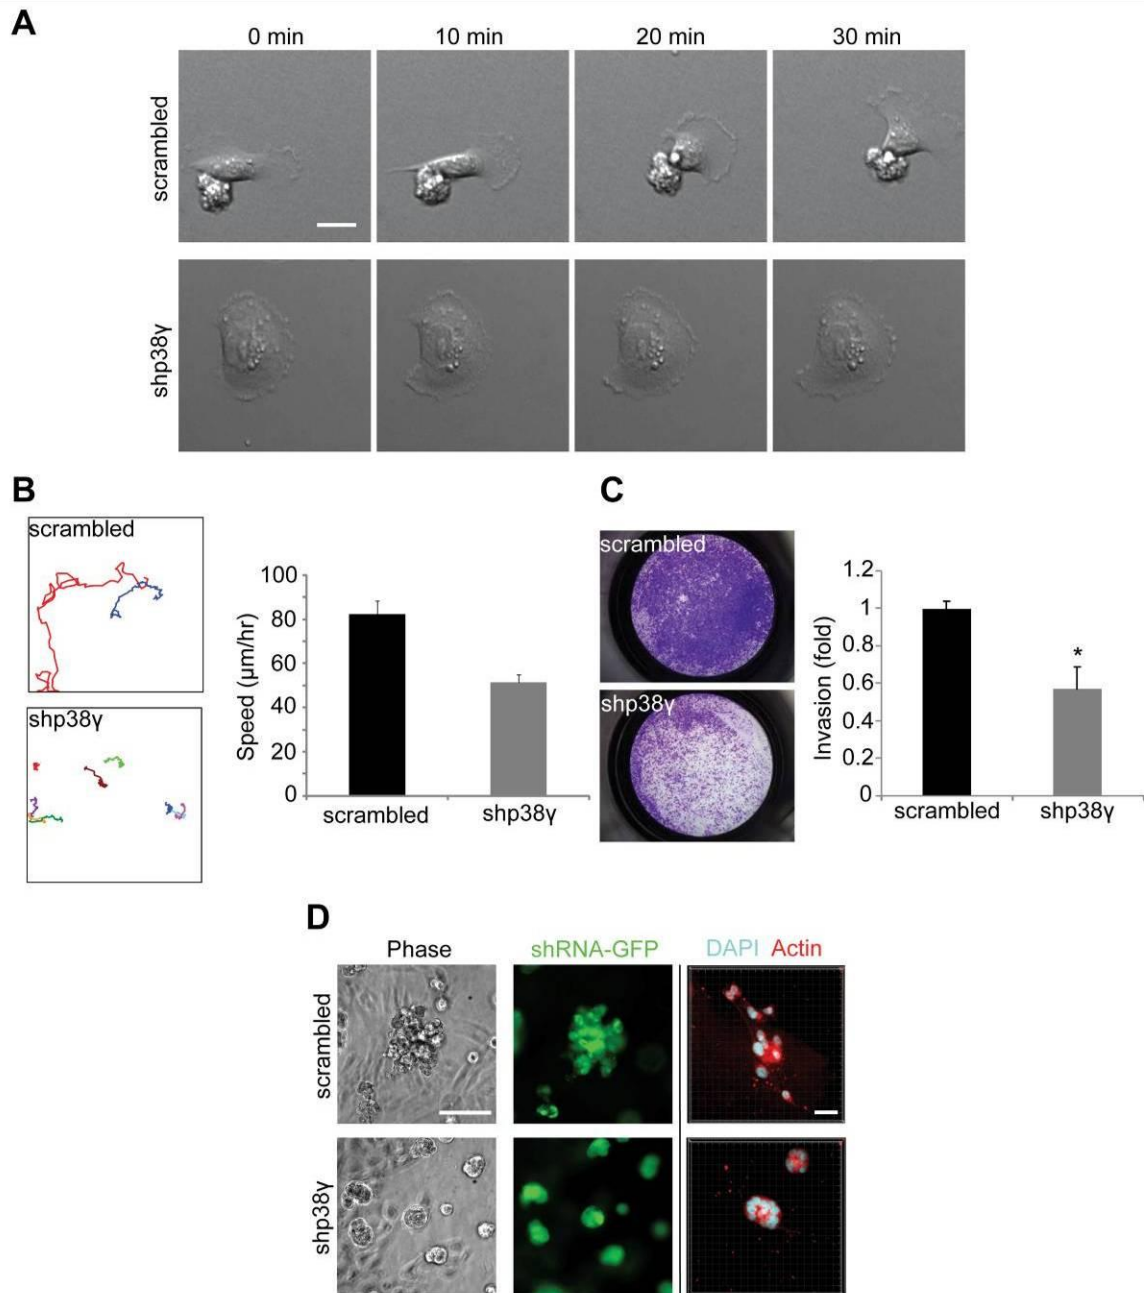 A
0 min 10 min 20 min 30 min
scrambled
shp38γ
B
scrambled
shp38γ
100
80
60
40
20
0
Speed (µm/hr)
scrambled shp38γ
C
scrambled
shp38γ
1.2
1
0.8
0.6
0.4
0.2
0
Invasion (fold)
*
scrambled shp38γ
D
Phase shRNA-GFP DAPI Actin
scrambled
shp38γ